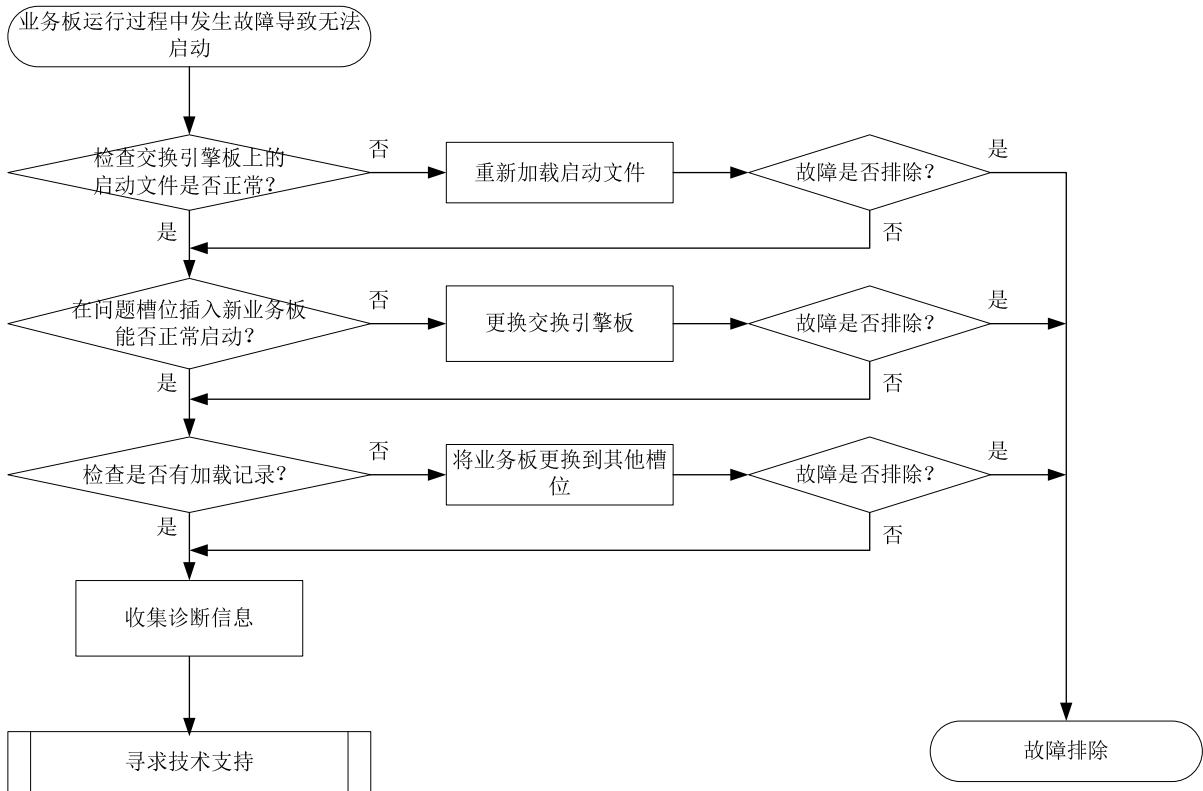 业务板运行过程中发生故障导致无法
启动
检查交换引擎板上的
启动文件是否正常？
否
重新加载启动文件
故障是否排除？
是
是
否
在问题槽位插入新业务板
能否正常启动？
否
更换交换引擎板
故障是否排除？
是
是
否
检查是否有加载记录？
否
将业务板更换到其他槽
位
故障是否排除？
是
是
否
收集诊断信息
寻求技术支持
故障排除